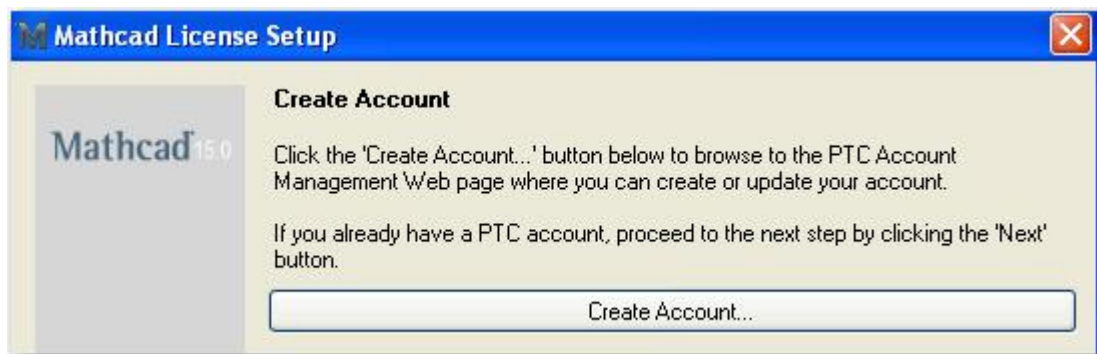 Mathcad License Setup
Create Account
Mathcad 15.0
Click the 'Create Account...' button below to browse to the PTC Account
Management Web page where you can create or update your account.
If you already have a PTC account, proceed to the next step by clicking the 'Next'
button.
Create Account...